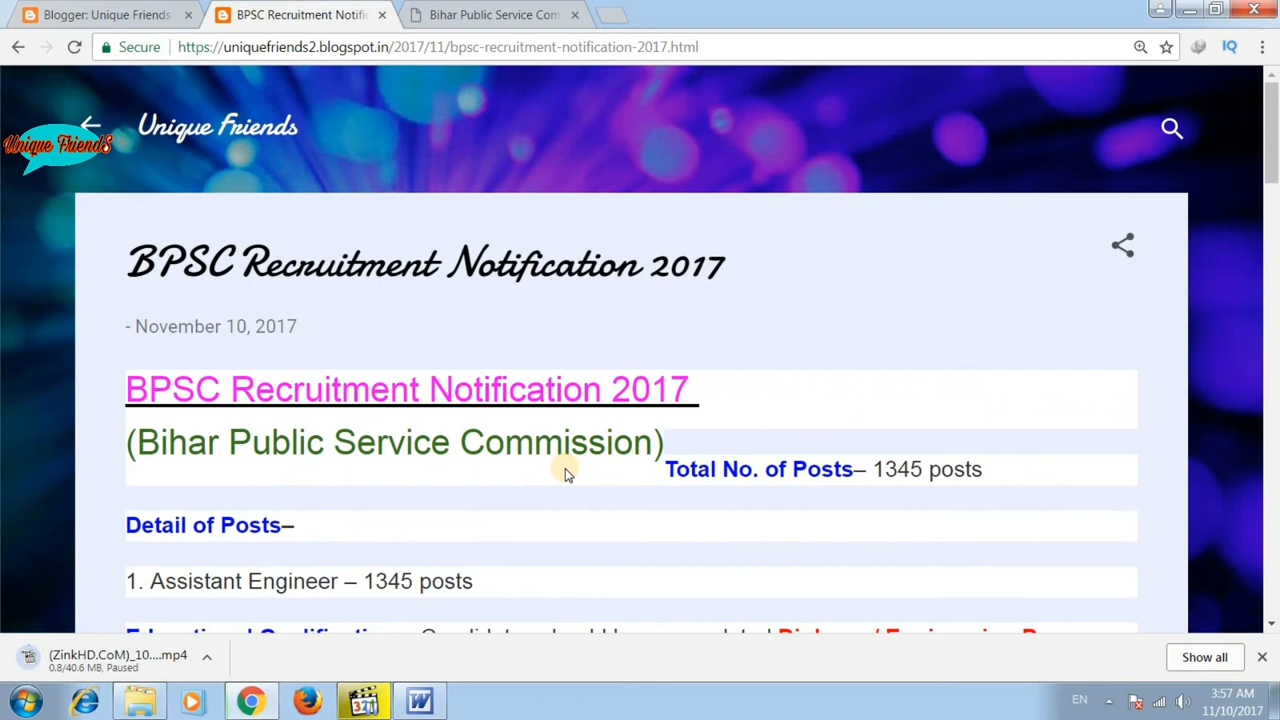 Blogger: Unique Friends
BPSC Recruitment Notifi
Bihar Public Service Com
Secure
https://uniquefriends2.blogspot.in/2017/11/bpsc-recruitment-notification-2017.html
IQ
Unique Friends
Unique FriendS
BPSC Recruitment Notification 2017
- November 10, 2017
BPSC Recruitment Notification 2017
(Bihar Public Service Commission)
Total No. of Posts– 1345 posts
Detail of Posts–
1. Assistant Engineer – 1345 posts
(ZinkHD.CoM)_10....mp4
0.8/40.6 MB, Paused
Show all
321
W
EN
3:57 AM
11/10/2017